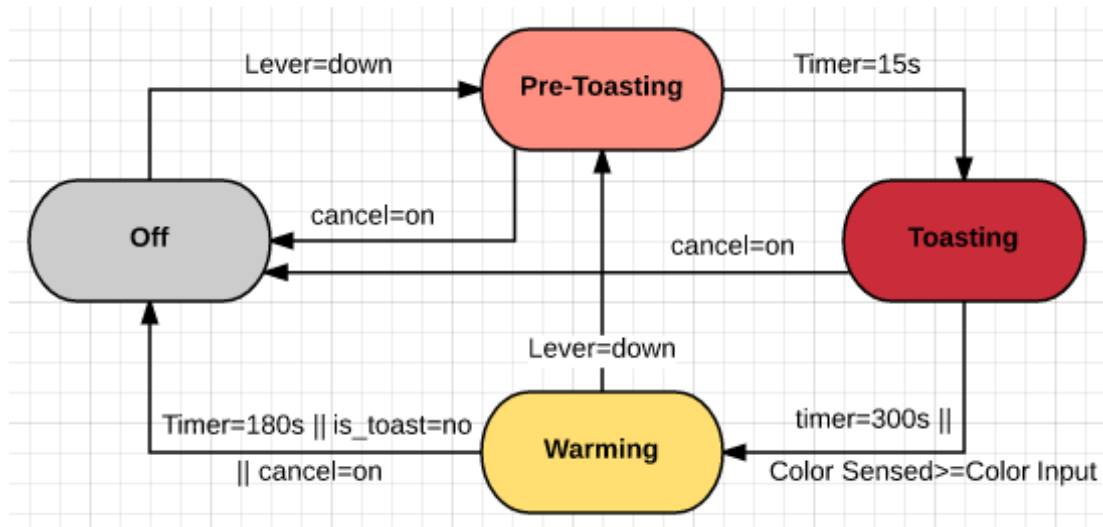 Lever=down
Pre-Toasting
Timer=15s
cancel=on
Off
cancel=on
Toasting
Lever=down
Timer=180s || is_toast=no
|| cancel=on
Warming
timer=300s ||
Color Sensed>=Color Input